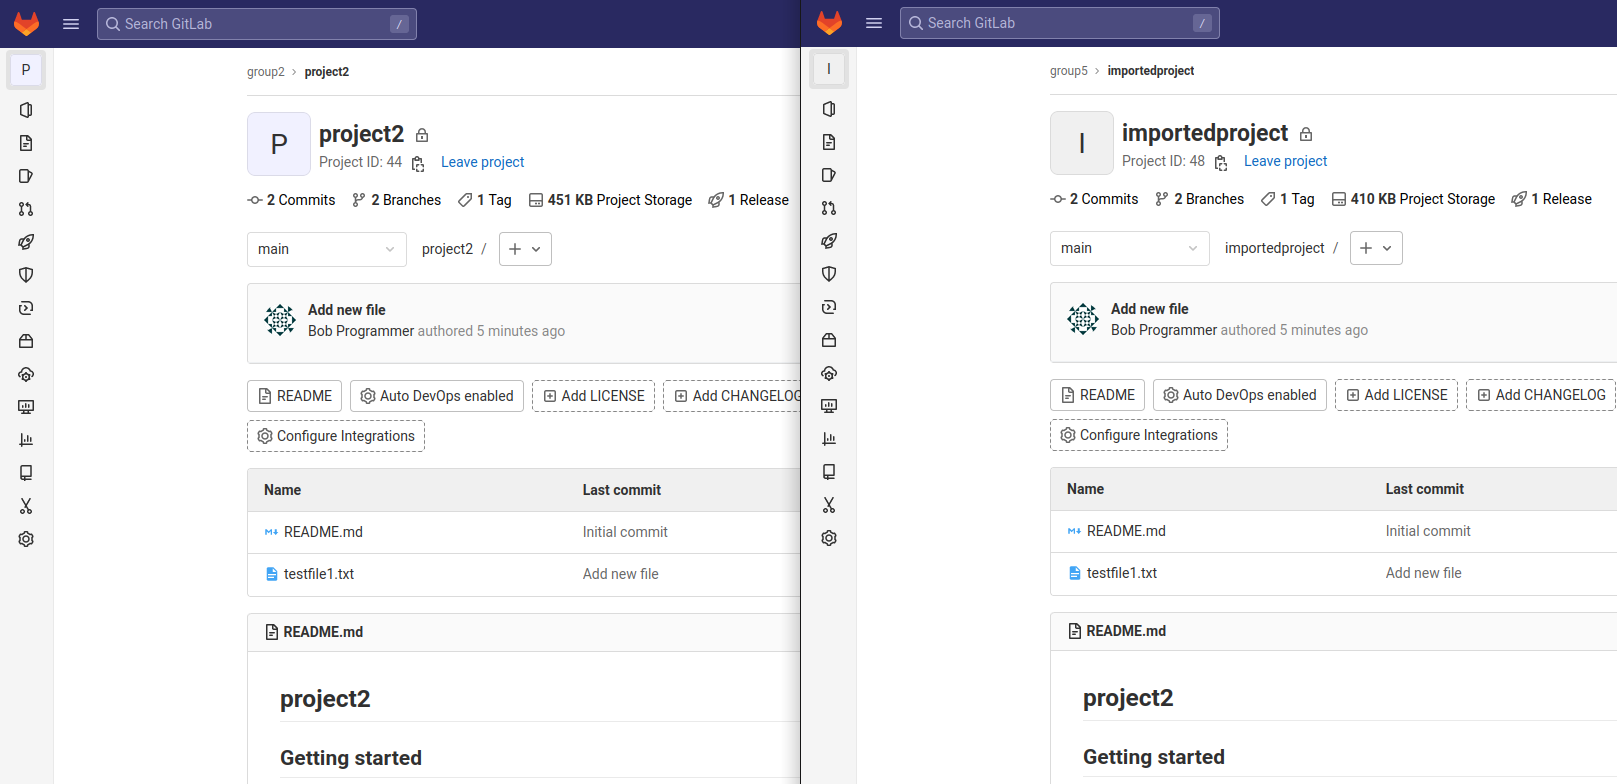 Search GitLab /
P
group2 › project2
P
project2
Project ID: 44 Leave project
2 Commits 2 Branches 1 Tag 451 KB Project Storage 1 Release
main project2 /
Add new file
Bob Programmer authored 5 minutes ago
README Auto DevOps enabled Add LICENSE Add CHANGELOG
Configure Integrations
Name Last commit
README.md Initial commit
testfile1.txt Add new file
README.md
project2
Getting started
Search GitLab /
I
group5 › importedproject
I
importedproject
Project ID: 48 Leave project
2 Commits 2 Branches 1 Tag 410 KB Project Storage 1 Release
main importedproject /
Add new file
Bob Programmer authored 5 minutes ago
README Auto DevOps enabled Add LICENSE Add CHANGELOG
Configure Integrations
Name Last commit
README.md Initial commit
testfile1.txt Add new file
README.md
project2
Getting started